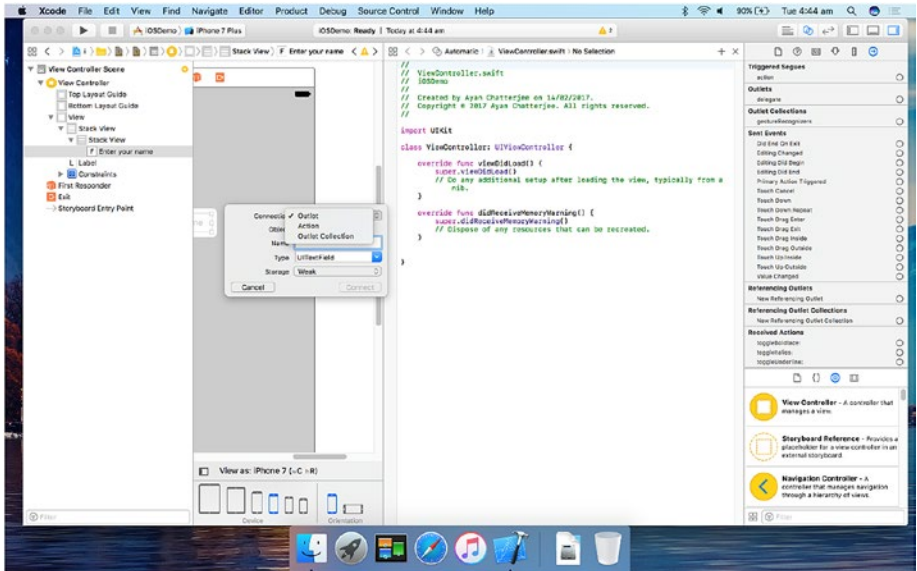 Xcode File Edit View Find Navigate Editor Product Debug Source Control Window Help 90% Tue 4:44 am
iOSDemo iPhone 7 Plus iOSDemo: Ready | Today at 4:44 am
Stack View F Enter your name
Automatic ViewController.swift No Selection
View Controller Scene
View Controller
Top Layout Guide
Bottom Layout Guide
View
Stack View
Stack View
F Enter your name
L Label
Constraints
First Responder
Exit
Storyboard Entry Point
Filter
Connection Outlet
Action
Outlet Collection
Object
Name
Type UITextField
Storage Weak
Cancel Connect
View as: iPhone 7 (wC hR)
Device Orientation
//
// ViewController.swift
// iOSDemo
//
// Created by Ayan Chatterjee on 14/02/2017.
// Copyright © 2017 Ayan Chatterjee. All rights reserved.
//
import UIKit
class ViewController: UIViewController {
override func viewDidLoad() {
super.viewDidLoad()
// Do any additional setup after loading the view, typically from a
nib.
}
override func didReceiveMemoryWarning() {
super.didReceiveMemoryWarning()
// Dispose of any resources that can be recreated.
}
}
Triggered Segues
action
Outlets
delegate
Outlet Collections
gestureRecognizers
Sent Events
Did End On Exit
Editing Changed
Editing Did Begin
Editing Did End
Primary Action Triggered
Touch Cancel
Touch Down
Touch Down Repeat
Touch Drag Enter
Touch Drag Exit
Touch Drag Inside
Touch Drag Outside
Touch Up Inside
Touch Up Outside
Value Changed
Referencing Outlets
New Referencing Outlet
Referencing Outlet Collections
New Referencing Outlet Collection
Received Actions
toggleBoldface:
toggleItalics:
toggleUnderline:
View Controller - A controller that
manages a view.
Storyboard Reference - Provides a
placeholder for a view controller in an
external storyboard.
Navigation Controller - A
controller that manages navigation
through a hierarchy of views.
Filter